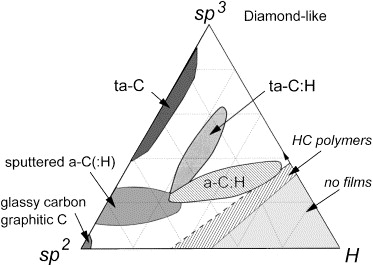 sp3
Diamond-like
ta-C
ta-C:H
HC polymers
sputtered a-C(:H)
a-C:H
no films
glassy carbon
graphitic C
sp2
H